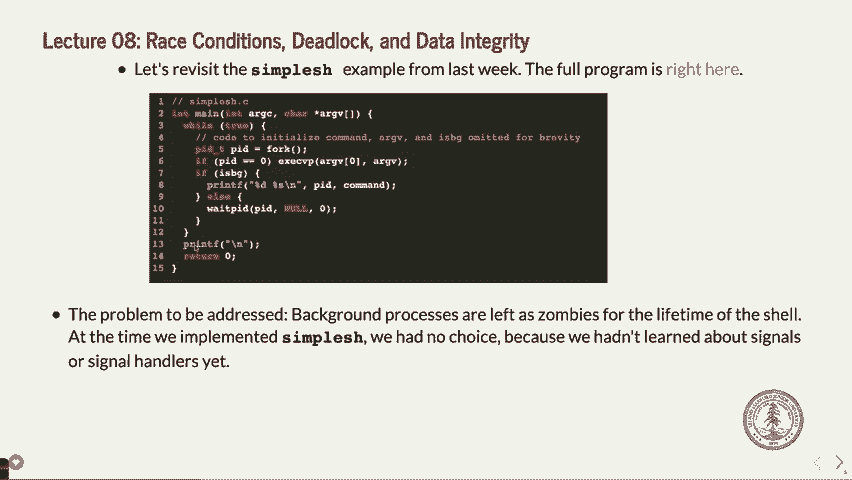 Lecture 08: Race Conditions, Deadlock, and Data Integrity
• Let's revisit the simplesh example from last week. The full program is right here.
1 // simplesh.c
2 int main(int argc, char *argv[]) {
3 while (true) {
4 // code to initialize command, argv, and isbg omitted for brevity
5 pid_t pid = fork();
6 if (pid == 0) execvp(argv[0], argv);
7 if (isbg) {
8 printf("%d %s\n", pid, command);
9 } else {
10 waitpid(pid, NULL, 0);
11 }
12 }
13 printf("\n");
14 return 0;
15 }
• The problem to be addressed: Background processes are left as zombies for the lifetime of the shell.
At the time we implemented simplesh, we had no choice, because we hadn't learned about signals
or signal handlers yet.